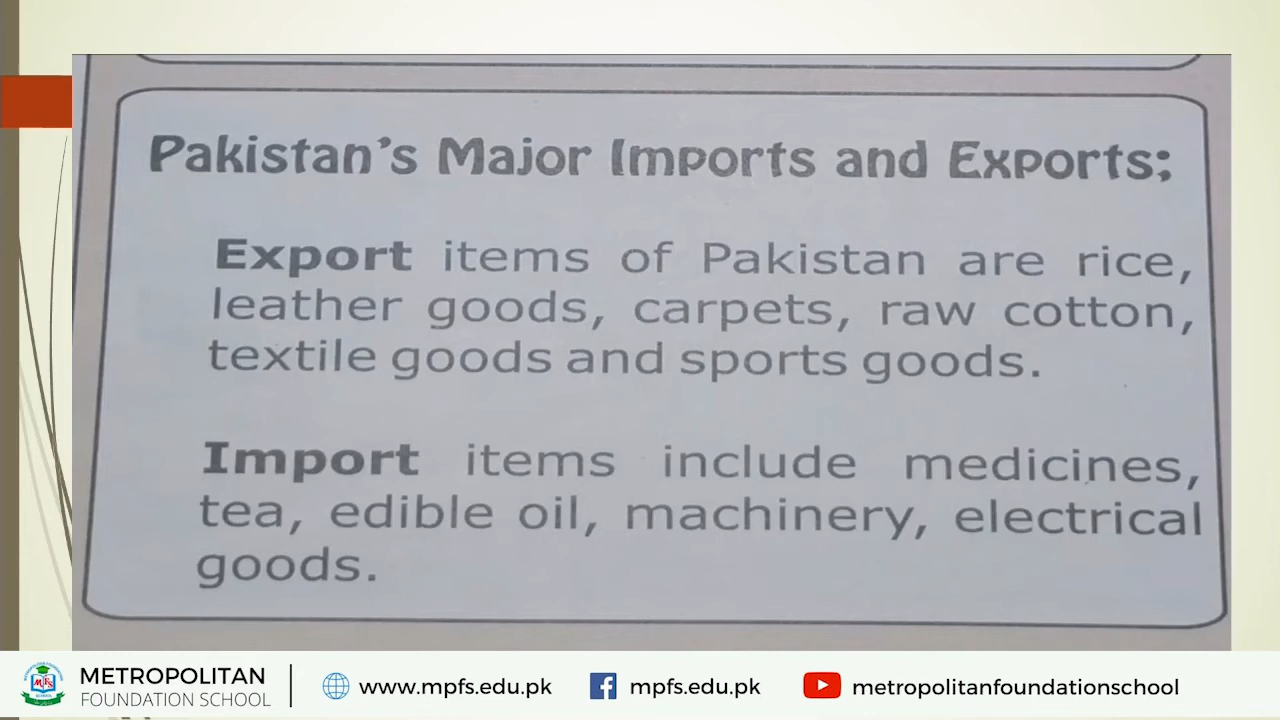 Pakistan's Major Imports and Exports;
Export items of Pakistan are rice,
leather goods, carpets, raw cotton,
textile goods and sports goods.
Import items include medicines,
tea, edible oil, machinery, electrical
goods.
METROPOLITAN
FOUNDATION SCHOOL
www.mpfs.edu.pk
mpfs.edu.pk
metropolitanfoundationschool